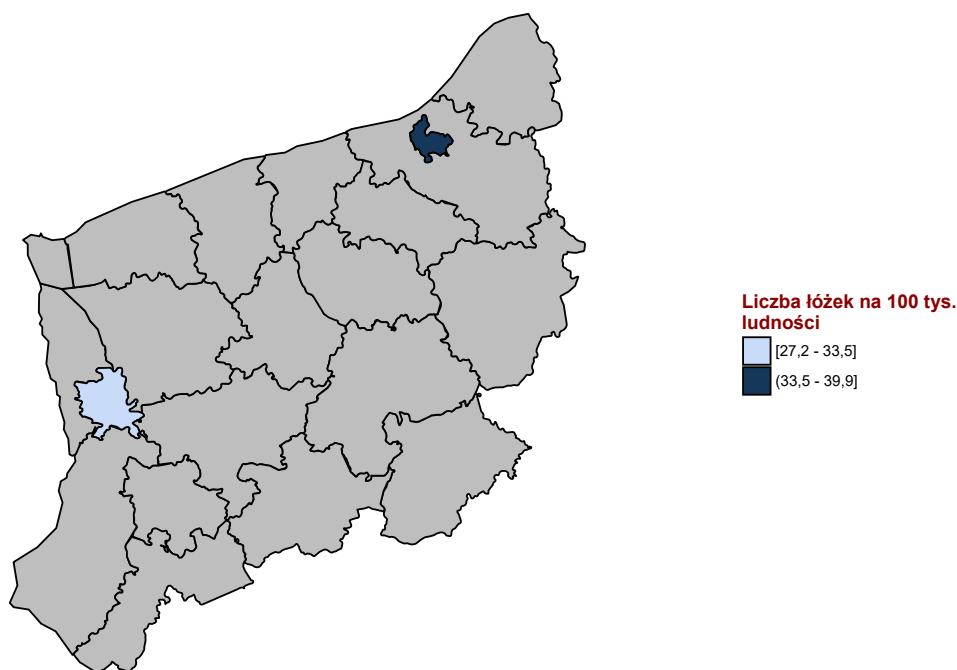 Liczba łóżek na 100 tys.
ludności
[27,2 - 33,5]
(33,5 - 39,9]